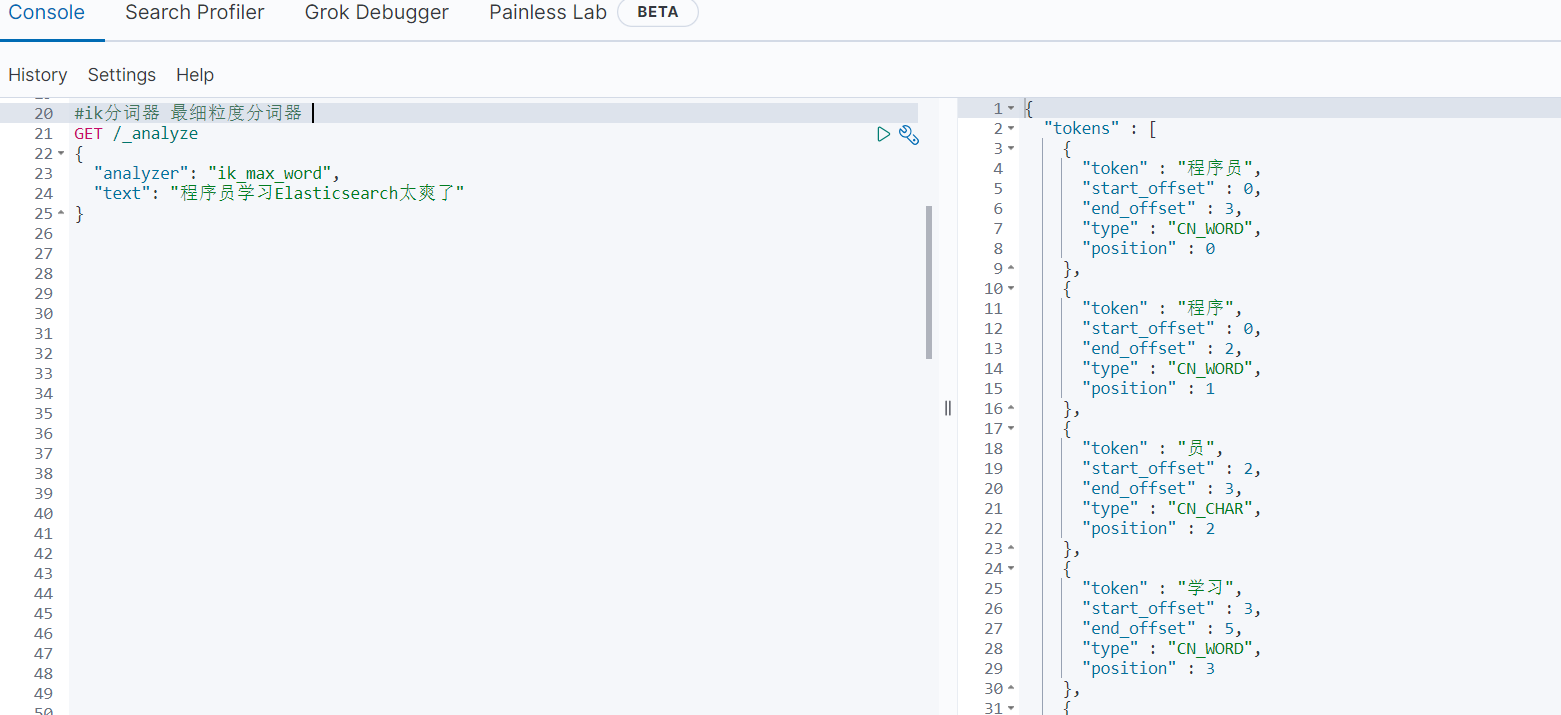 Console Search Profiler Grok Debugger Painless Lab BETA
History Settings Help
20 #ik分词器 最细粒度分词器
21 GET /_analyze
22 {
23 "analyzer": "ik_max_word",
24 "text": "程序员学习Elasticsearch太爽了"
25 }
26
27
28
29
30
31
32
33
34
35
36
37
38
39
40
41
42
43
44
45
46
47
48
49
50
1 {
2 "tokens" : [
3 {
4 "token" : "程序员",
5 "start_offset" : 0,
6 "end_offset" : 3,
7 "type" : "CN_WORD",
8 "position" : 0
9 },
10 {
11 "token" : "程序",
12 "start_offset" : 0,
13 "end_offset" : 2,
14 "type" : "CN_WORD",
15 "position" : 1
16 },
17 {
18 "token" : "员",
19 "start_offset" : 2,
20 "end_offset" : 3,
21 "type" : "CN_CHAR",
22 "position" : 2
23 },
24 {
25 "token" : "学习",
26 "start_offset" : 3,
27 "end_offset" : 5,
28 "type" : "CN_WORD",
29 "position" : 3
30 },
31 {